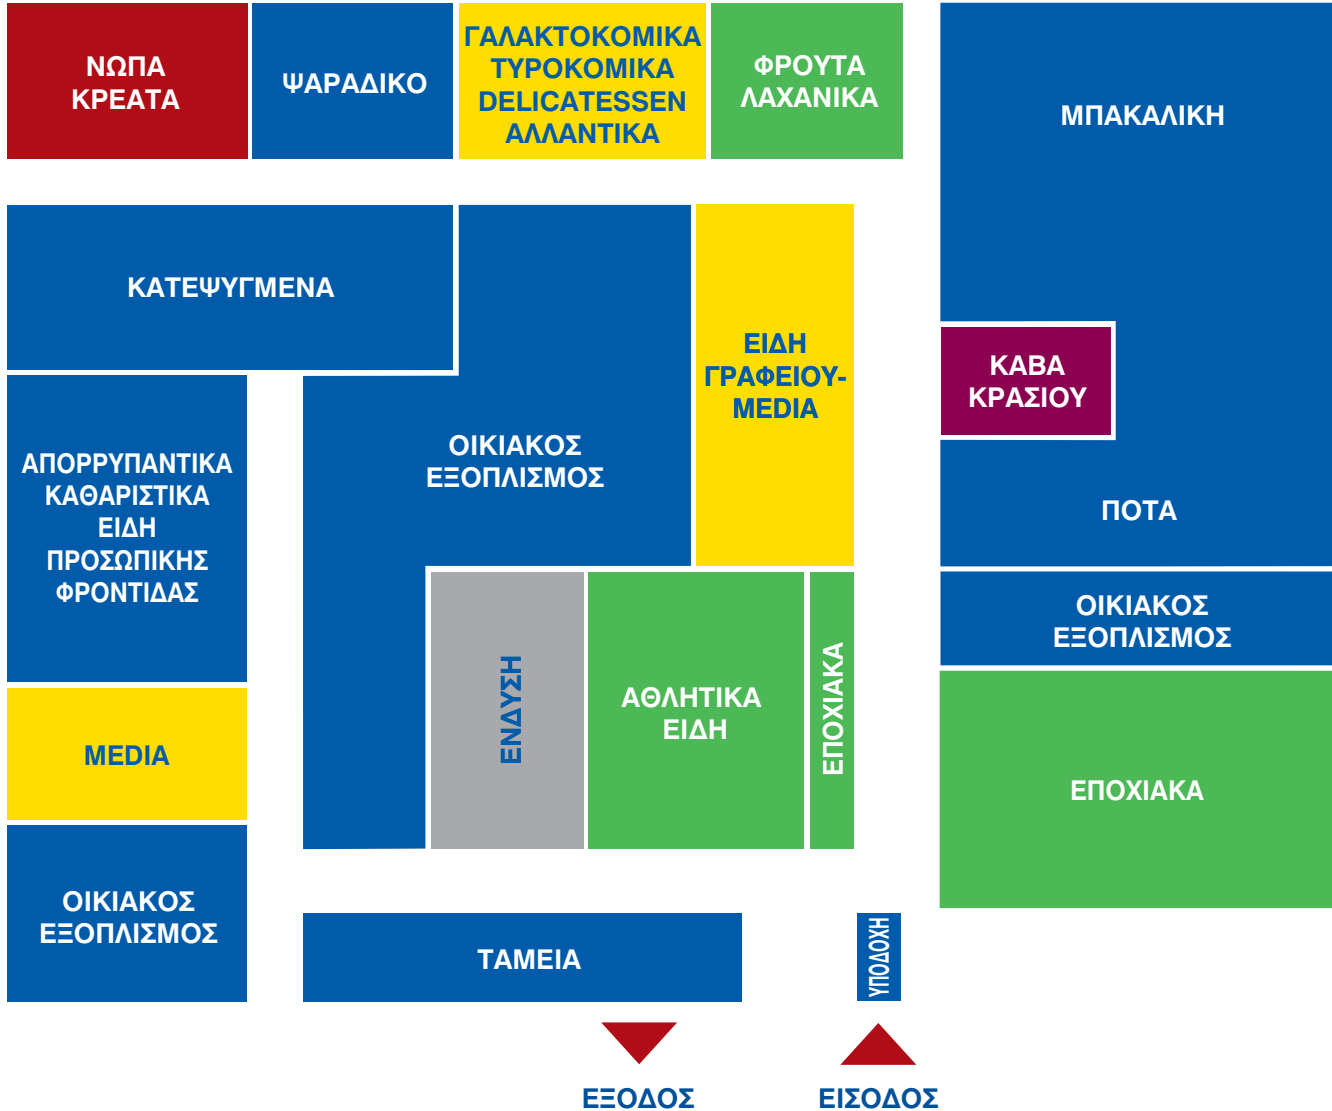 ΝΩΠΑ
ΚΡΕΑΤΑ
ΨΑΡΑΔΙΚΟ
ΓΑΛΑΚΤΟΚΟΜΙΚΑ
ΤΥΡΟΚΟΜΙΚΑ
DELICATESSEN
ΑΛΛΑΝΤΙΚΑ
ΦΡΟΥΤΑ
ΛΑΧΑΝΙΚΑ
ΜΠΑΚΑΛΙΚΗ
ΚΑΤΕΨΥΓΜΕΝΑ
ΕΙΔΗ
ΓΡΑΦΕΙΟΥ-
MEDIA
ΚΑΒΑ
ΚΡΑΣΙΟΥ
ΟΙΚΙΑΚΟΣ
ΕΞΟΠΛΙΣΜΟΣ
ΑΠΟΡΡΥΠΑΝΤΙΚΑ
ΚΑΘΑΡΙΣΤΙΚΑ
ΕΙΔΗ
ΠΡΟΣΩΠΙΚΗΣ
ΦΡΟΝΤΙΔΑΣ
ΠΟΤΑ
ΟΙΚΙΑΚΟΣ
ΕΞΟΠΛΙΣΜΟΣ
ΕΝΔΥΣΗ
ΑΘΛΗΤΙΚΑ
ΕΙΔΗ
ΕΠΟΧΙΑΚΑ
MEDIA
ΕΠΟΧΙΑΚΑ
ΟΙΚΙΑΚΟΣ
ΕΞΟΠΛΙΣΜΟΣ
ΤΑΜΕΙΑ
ΥΠΟΔΟΧΗ
ΕΞΟΔΟΣ
ΕΙΣΟΔΟΣ